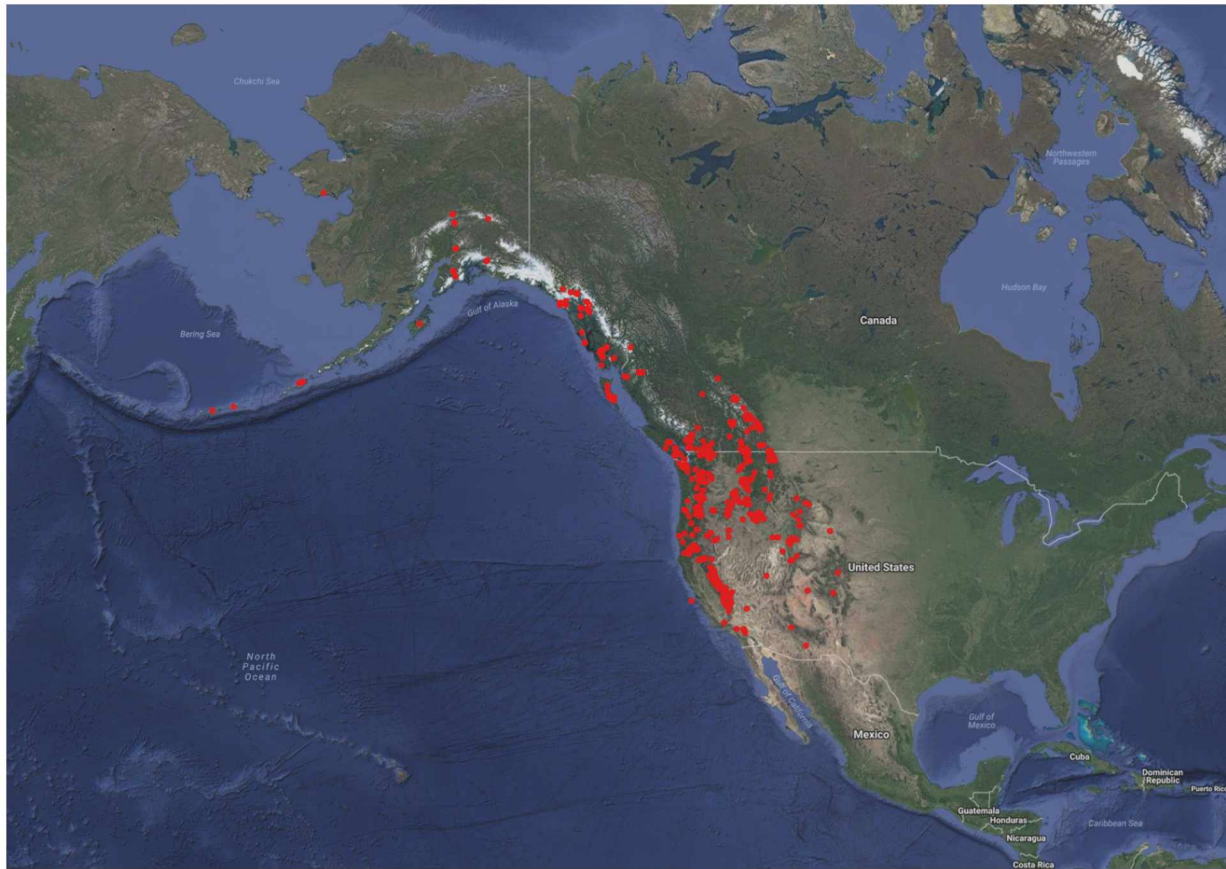 Chukchi Sea
Northwestern
Passages
Hudson Bay
Gulf of Alaska
Bering Sea
Canada
United States
North
Pacific
Ocean
Gulf of California
Gulf of
Mexico
Mexico
Cuba
Dominican
Republic
Puerto Rico
Guatemala
Honduras
Caribbean Sea
Nicaragua
Costa Rica